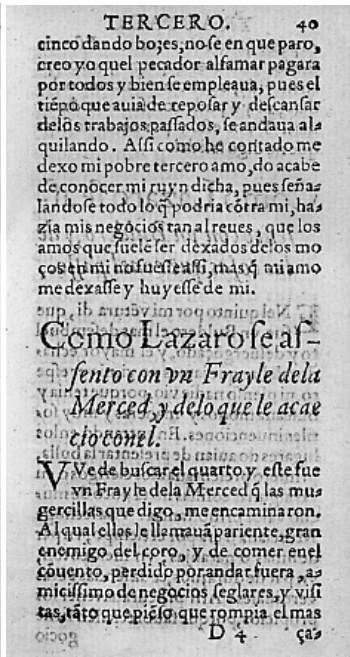 TERCERO. 40
cinco dando bozes, no se en que paro,
creo yo quel pecador alfamar pagara
por todos y bien se empleaua, pues el
tiẽpo que auia de reposar y descansar
delos trabajos passados, se andaua al-
quilando. Assi como he contado me
dexo mi pobre tercero amo, do acabe
de conocer mi ruyn dicha, pues seña-
landose todo lo q̃ podria cõtra mi, ha-
zia mis negocios tan al reues, que los
amos que suelẽ ser dexados delos mo
ços en mi no fuesse assi, mas q̃ mi amo
me dexasse y huyesse de mi.
Como Lazaro se as-
sento con vn Frayle dela
Merced, y delo que le acae
cio con el.
VVe de buscar el quarto, y este fue
vn Frayle dela Merced q̃ las mu-
gercillas que digo, me encaminaron.
Al qual ellas le llamauã pariente, gran
enemigo del coro, y de comer enel
cõuento, perdido por andar fuera, a-
micissimo de negocios seglares, y visi
tas, tãto que piẽso que rompia el mas
D 4 ça-